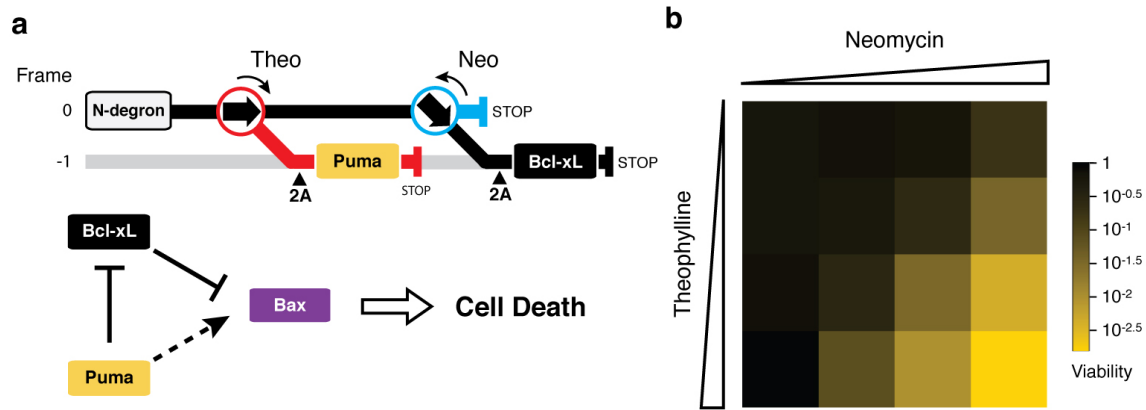 a
Theo
Neo
Frame
0
N-degron
STOP
-1
Puma
Bcl-xL
STOP
2A
STOP
2A
Bcl-xL
Bax
Cell Death
Puma
b
Neomycin
Theophylline
1
10-0.5
10-1
10-1.5
10-2
10-2.5
Viability